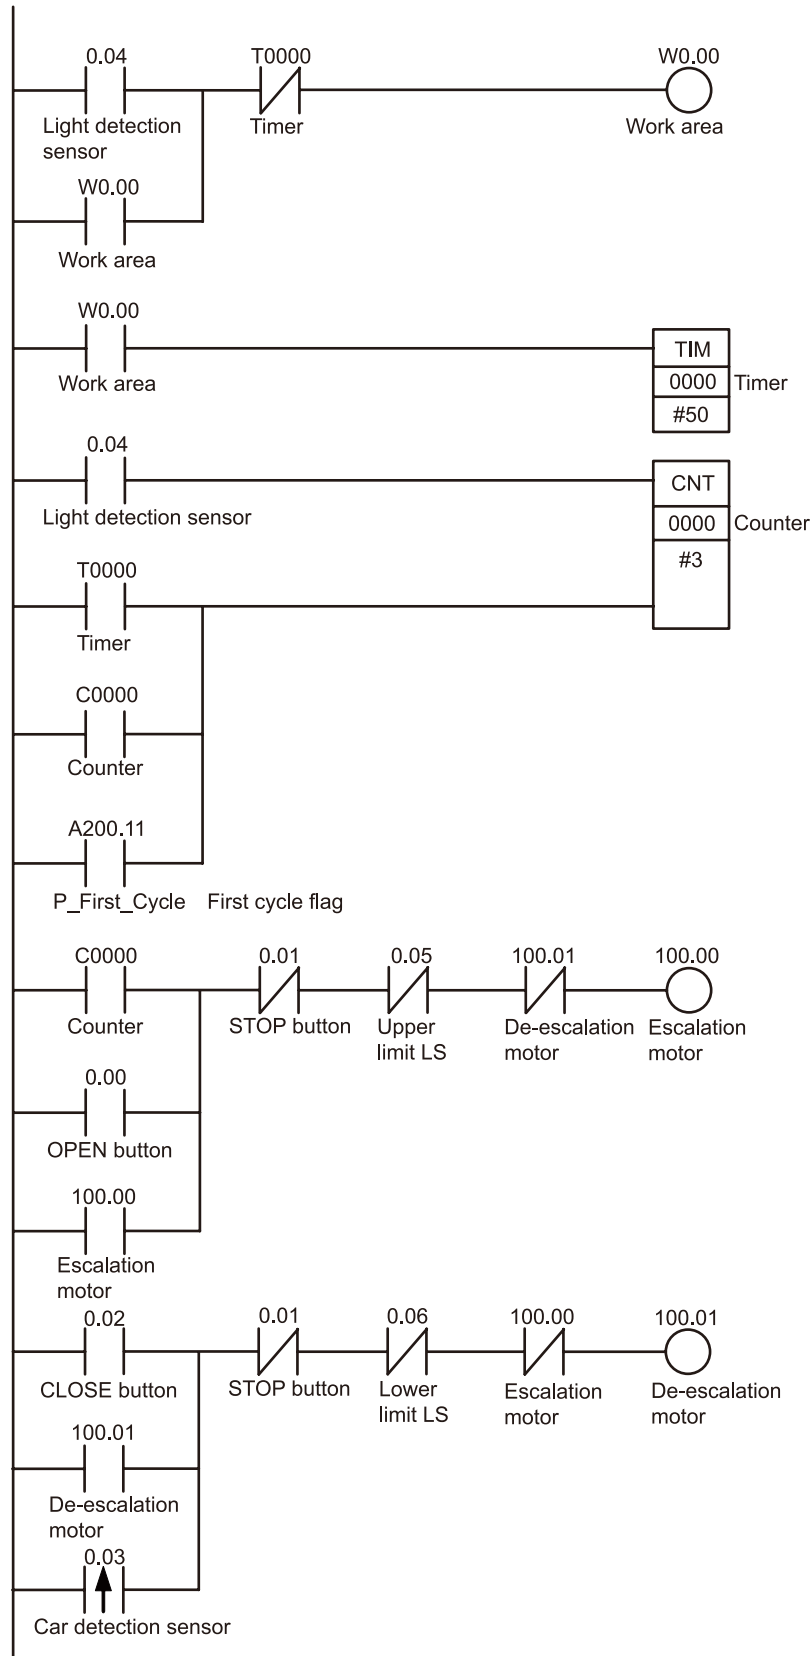 0.04 T0000 W0.00
Light detection Timer Work area
sensor
W0.00
Work area
W0.00
TIM
Work area 0000 Timer
#50
0.04
CNT
Light detection sensor 0000 Counter
#3
T0000
Timer
C0000
Counter
A200.11
P_First_Cycle First cycle flag
C0000 0.01 0.05 100.01 100.00
Counter STOP button Upper De-escalation Escalation
limit LS motor motor
0.00
OPEN button
100.00
Escalation
motor
0.02 0.01 0.06 100.00 100.01
CLOSE button STOP button Lower Escalation De-escalation
limit LS motor motor
100.01
De-escalation
motor
0.03
Car detection sensor